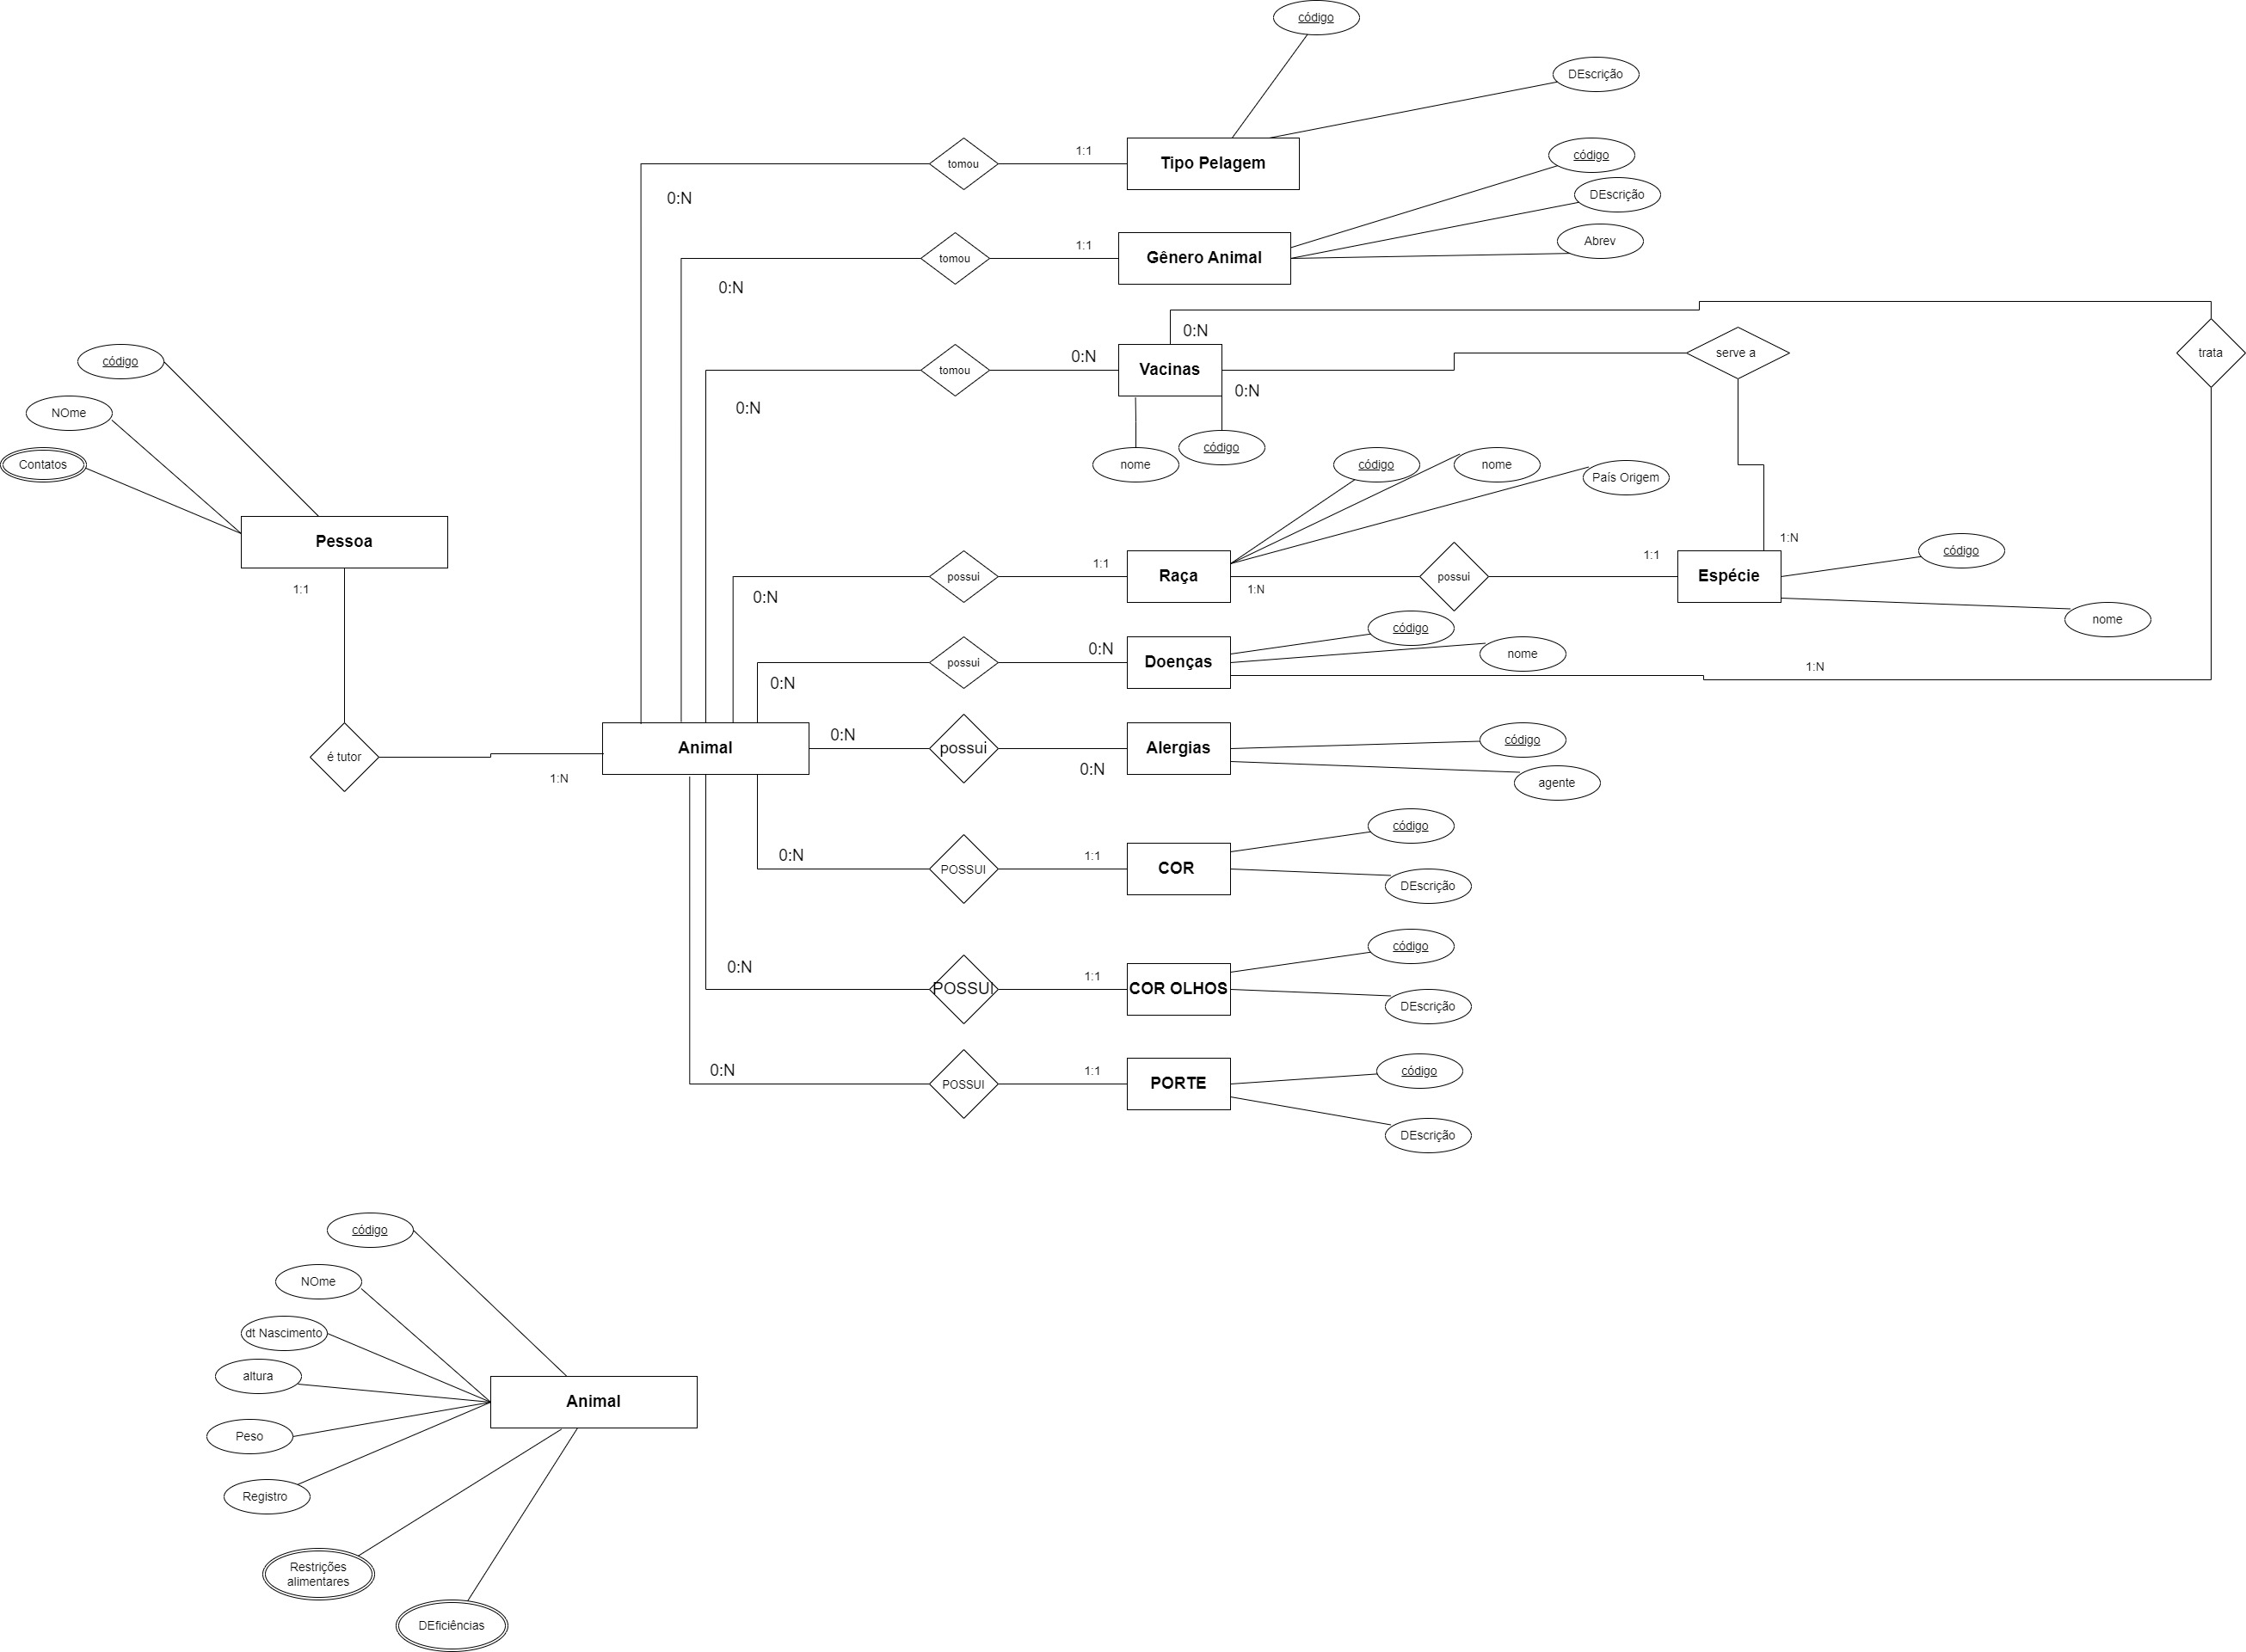 código
DEscrição
tomou
1:1
Tipo Pelagem
código
0:N
DEscrição
Abrev
tomou
1:1
Gênero Animal
0:N
0:N
código
tomou
0:N
Vacinas
serve a
trata
0:N
0:N
NOme
nome
código
Contatos
código
nome
País Origem
Pessoa
1:N
1:1
código
1:1
possui
1:1
Raça
possui
Espécie
1:N
0:N
nome
código
possui
0:N
Doenças
nome
1:N
0:N
0:N
código
Animal
possui
Alergias
é tutor
0:N
1:N
agente
código
0:N
1:1
POSSUI
COR
DEscrição
código
0:N
1:1
POSSUI
COR OLHOS
DEscrição
0:N
1:1
código
POSSUI
PORTE
DEscrição
código
NOme
dt Nascimento
altura
Animal
Peso
Registro
Restrições
alimentares
DEficiências